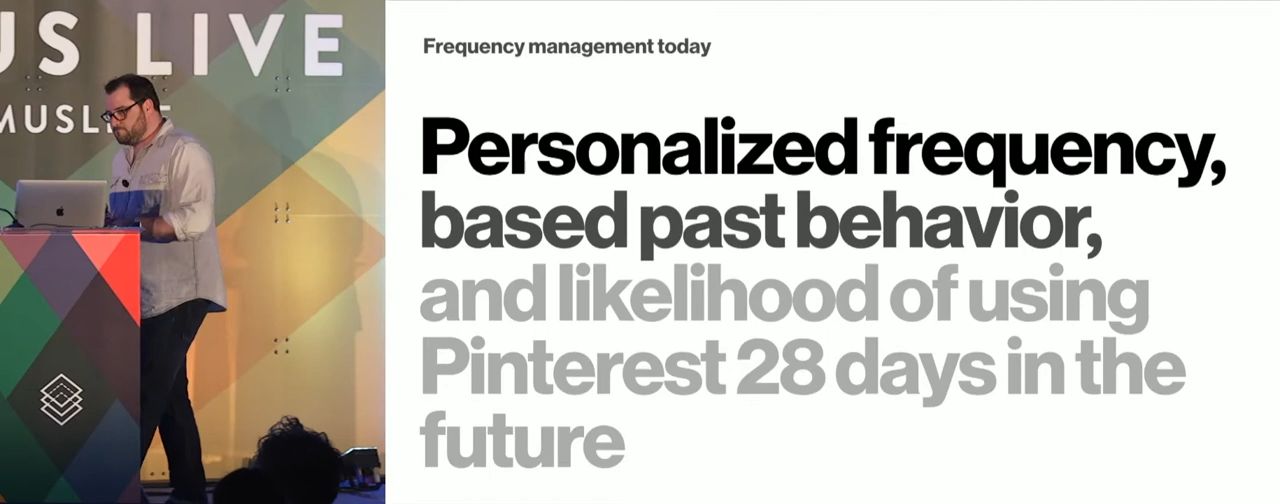 US LIVE
MUSL
Frequency management today
Personalized frequency,
based past behavior,
and likelihood of using
Pinterest 28 days in the
future